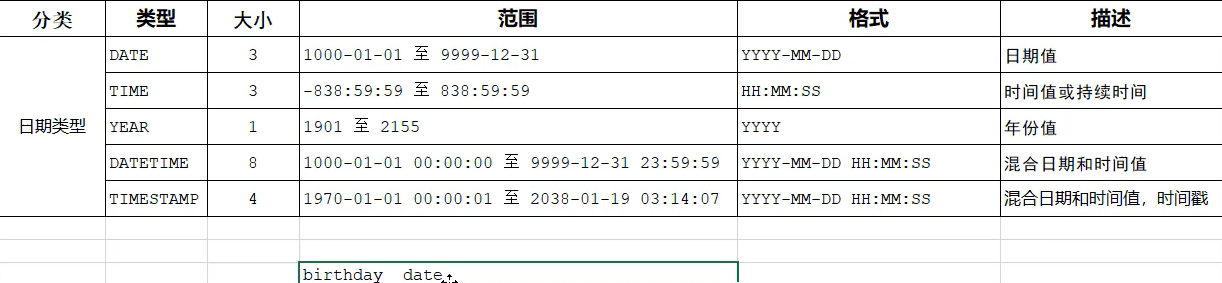 分类 类型 大小 范围 格式 描述
DATE 3 1000-01-01 至 9999-12-31 YYYY-MM-DD 日期值
TIME 3 -838:59:59 至 838:59:59 HH:MM:SS 时间值或持续时间
日期类型 YEAR 1 1901 至 2155 YYYY 年份值
DATETIME 8 1000-01-01 00:00:00 至 9999-12-31 23:59:59 YYYY-MM-DD HH:MM:SS 混合日期和时间值
TIMESTAMP 4 1970-01-01 00:00:01 至 2038-01-19 03:14:07 YYYY-MM-DD HH:MM:SS 混合日期和时间值，时间戳
birthday date